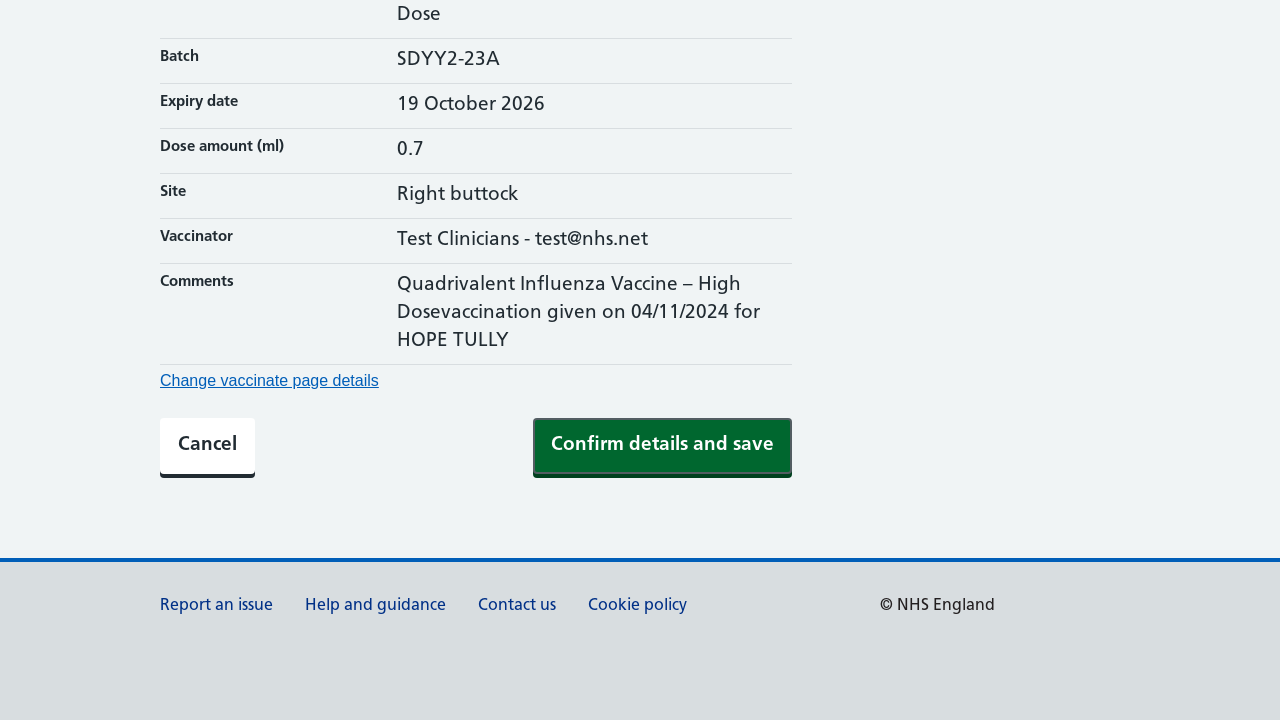 Dose
Batch SDYY2-23A
Expiry date 19 October 2026
Dose amount (ml) 0.7
Site Right buttock
Vaccinator Test Clinicians - test@nhs.net
Comments Quadrivalent Influenza Vaccine – High
Dosevaccination given on 04/11/2024 for
HOPE TULLY
Change vaccinate page details
Cancel Confirm details and save
Report an issue Help and guidance Contact us Cookie policy © NHS England